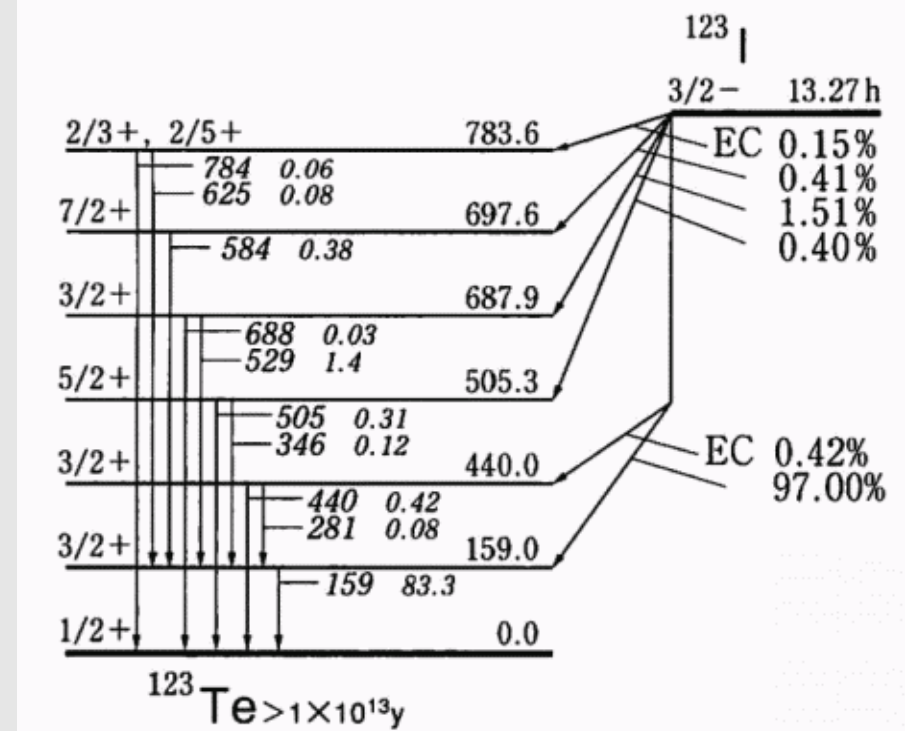 123 I
3/2− 13.27 h
2/3+, 2/5+ 783.6 EC 0.15%
784 0.06 0.41%
625 0.08 1.51%
7/2+ 697.6 0.40%
584 0.38
3/2+ 687.9
688 0.03
529 1.4
5/2+ 505.3
505 0.31
346 0.12
3/2+ 440.0 EC 0.42%
440 0.42 97.00%
281 0.08
3/2+ 159.0
159 83.3
1/2+ 0.0
123 Te >1×10¹³y